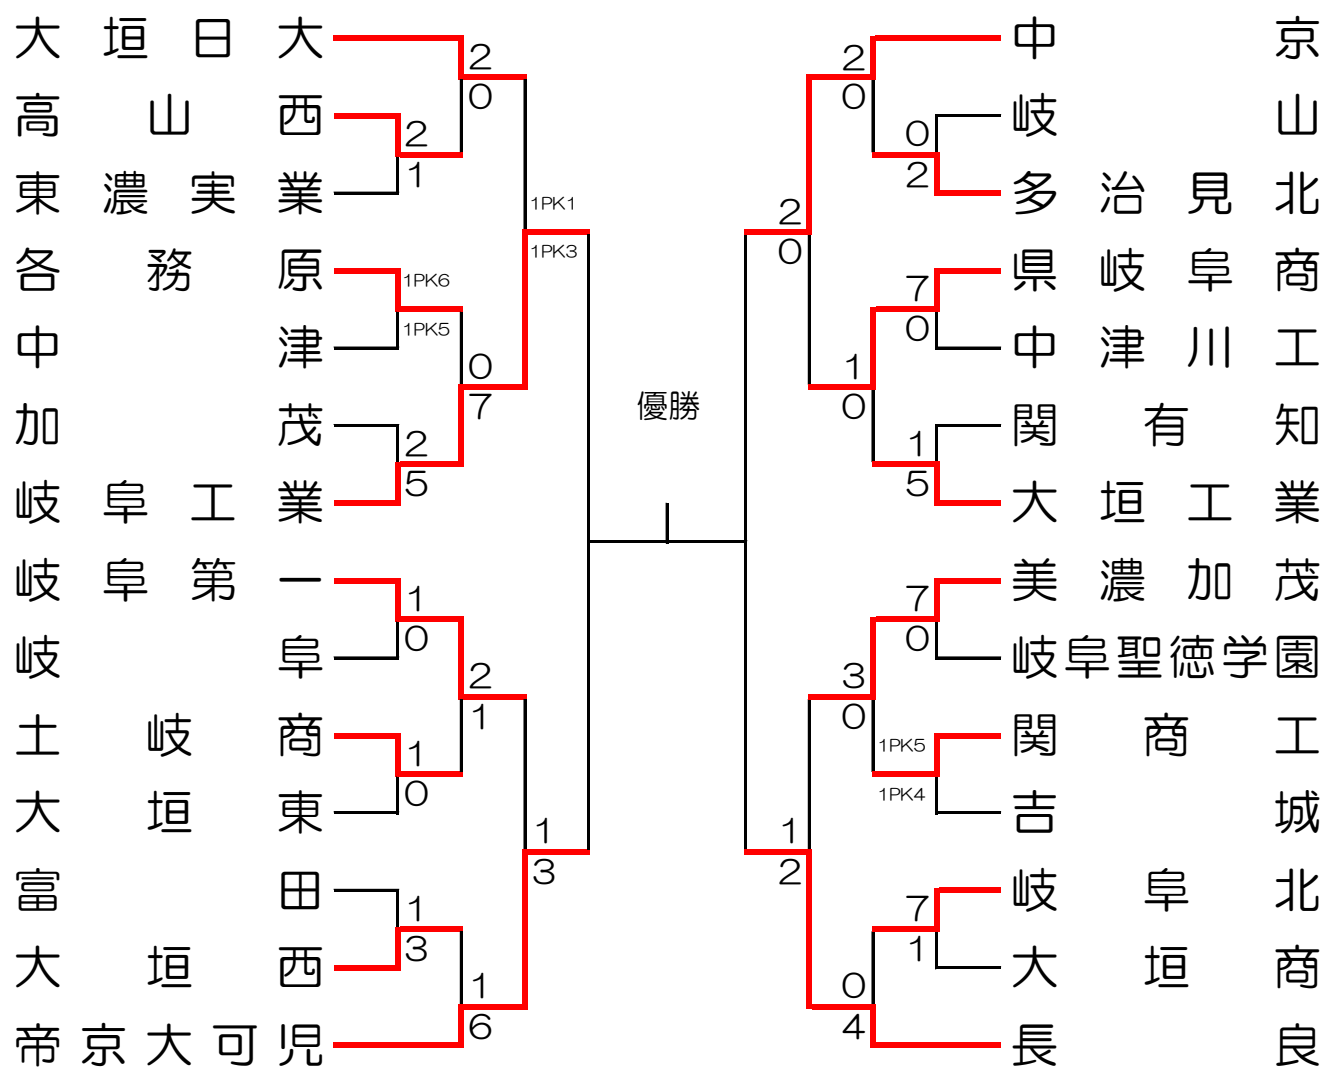 大垣日大
高山西
東濃実業
各務原
中津
加茂
岐阜工業
岐阜第一
岐阜
土岐商
大垣東
富田
大垣西
帝京大可児
2
0
2
1
1PK6
1PK5
0
7
2
5
1PK1
1PK3
1
0
2
1
1
0
1
3
1
3
1
6
優勝
2
0
0
2
2
0
7
0
1
0
1
5
7
0
3
0
1PK5
1PK4
1
2
7
1
0
4
中京
岐山
多治見北
県岐阜商
中津川工
関有知
大垣工業
美濃加茂
岐阜聖徳学園
関商工
吉城
岐阜北
大垣商
長良